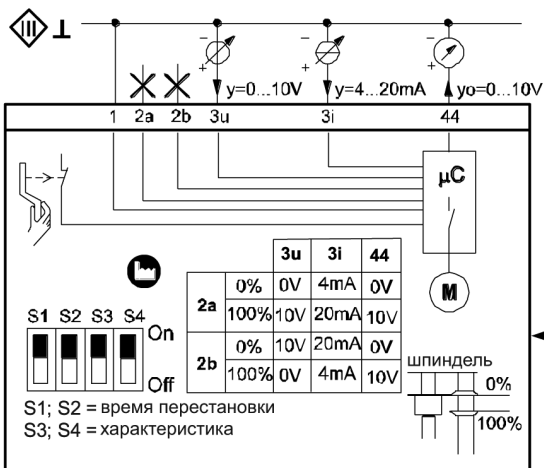 y=0...10V y=4...20mA yo=0...10V
1 2a 2b 3u 3i 44
µC
3u 3i 44
2a 0% 0V 4mA 0V
100% 10V 20mA 10V
2b 0% 10V 20mA 0V
100% 0V 4mA 10V
M
S1 S2 S3 S4
On
Off
шпиндель
0%
100%
S1; S2 = время перестановки
S3; S4 = характеристика